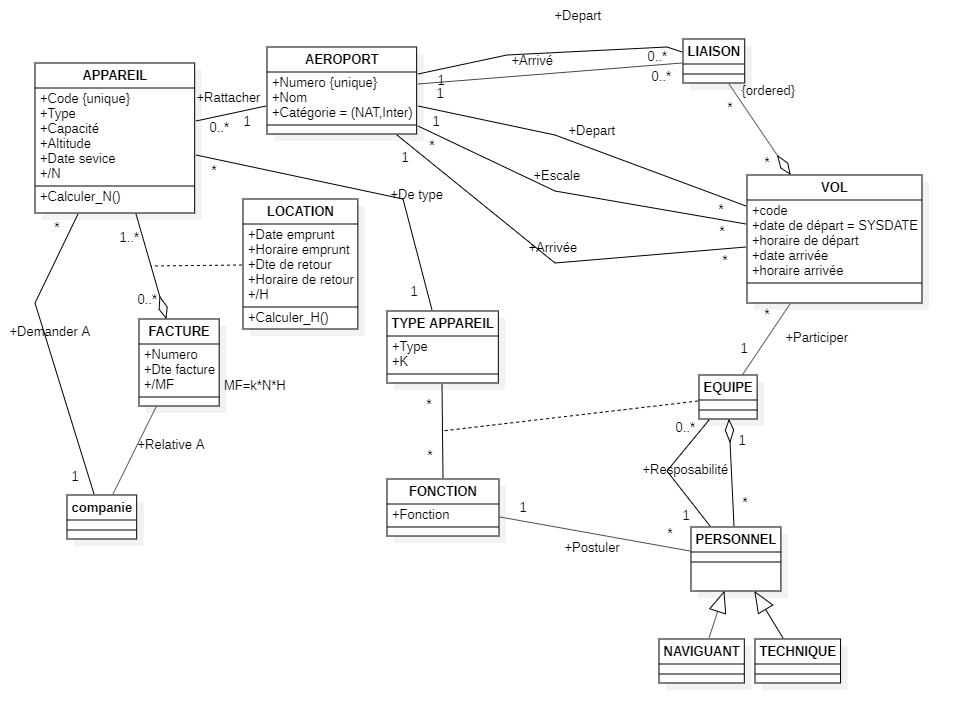 +Depart
LIAISON
+Arrivé
0..*
0..*
1
1
{ordered}
*
*
AEROPORT
+Numero {unique}
+Nom
+Catégorie = (NAT,Inter)
APPAREIL
+Code {unique}
+Type
+Capacité
+Altitude
+Date sevice
+/N
+Calculer_N()
+Rattacher
0..*
1
1
*
1
+Depart
+Escale
+Arrivée
*
*
*
VOL
+code
+date de départ = SYSDATE
+horaire de départ
+date arrivée
+horaire arrivée
*
+De type
1
LOCATION
+Date emprunt
+Horaire emprunt
+Dte de retour
+Horaire de retour
+/H
+Calculer_H()
*
1..*
0..*
+Demander A
1
FACTURE
+Numero
+Dte facture
+/MF
MF=k*N*H
+Relative A
companie
TYPE APPAREIL
+Type
+K
*
*
FONCTION
+Fonction
1
+Postuler
*
*
+Participer
1
EQUIPE
0..*
1
+Resposabilité
1
*
PERSONNEL
NAVIGUANT
TECHNIQUE